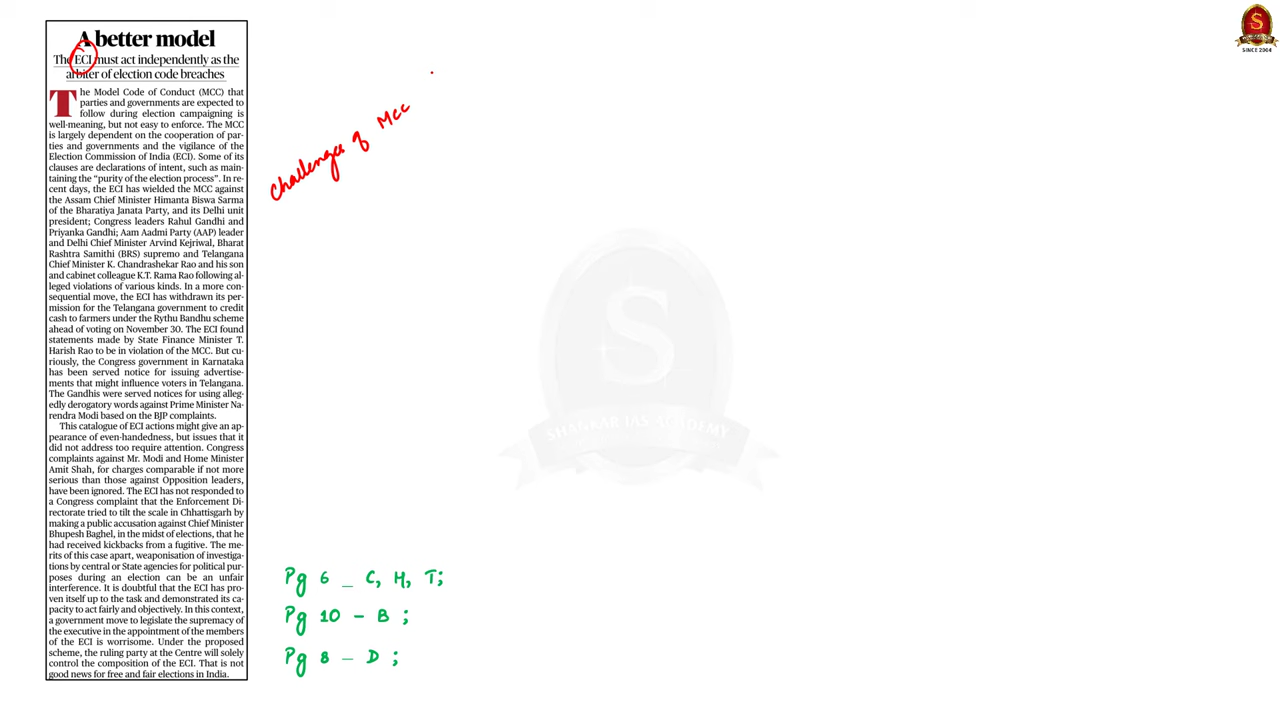 A better model
The ECI must act independently as the
arbiter of election code breaches
The Model Code of Conduct (MCC) that
parties and governments are expected to
follow during election campaigning is
well-meaning, but not easy to enforce. The MCC
is largely dependent on the cooperation of par-
ties and governments and the vigilance of the
Election Commission of India (ECI). Some of its
clauses are declarations of intent, such as main-
taining the “purity of the election process”. In re-
cent days, the ECI has wielded the MCC against
the Assam Chief Minister Himanta Biswa Sarma
of the Bharatiya Janata Party, and its Delhi unit
president; Congress leaders Rahul Gandhi and
Priyanka Gandhi; Aam Aadmi Party (AAP) leader
and Delhi Chief Minister Arvind Kejriwal, Bharat
Rashtra Samithi (BRS) supremo and Telangana
Chief Minister K. Chandrashekar Rao and his son
and cabinet colleague K.T. Rama Rao following al-
leged violations of various kinds. In a more con-
sequential move, the ECI has withdrawn its per-
mission for the Telangana government to credit
cash to farmers under the Rythu Bandhu scheme
ahead of voting on November 30. The ECI found
statements made by State Finance Minister T.
Harish Rao to be in violation of the MCC. But cu-
riously, the Congress government in Karnataka
has been served notice for issuing advertise-
ments that might influence voters in Telangana.
The Gandhis were served notices for using alleg-
edly derogatory words against Prime Minister Na-
rendra Modi based on the BJP complaints.
This catalogue of ECI actions might give an ap-
pearance of even-handedness, but issues that it
did not address too require attention. Congress
complaints against Mr. Modi and Home Minister
Amit Shah, for charges comparable if not more
serious than those against Opposition leaders,
have been ignored. The ECI has not responded to
a Congress complaint that the Enforcement Di-
rectorate tried to tilt the scale in Chhattisgarh by
making a public accusation against Chief Minister
Bhupesh Baghel, in the midst of elections, that he
had received kickbacks from a fugitive. The me-
rits of this case apart, weaponisation of investiga-
tions by central or State agencies for political pur-
poses during an election can be an unfair
interference. It is doubtful that the ECI has pro-
ven itself up to the task and demonstrated its ca-
pacity to act fairly and objectively. In this context,
a government move to legislate the supremacy of
the executive in the appointment of the members
of the ECI is worrisome. Under the proposed
scheme, the ruling party at the Centre will solely
control the composition of the ECI. That is not
good news for free and fair elections in India.
Challenges of MCC
Pg 6 _ C, H, T;
Pg 10 - B ;
Pg 8 _ D ;
S
SHANKAR IAS ACADEMY
S
SINCE 2004